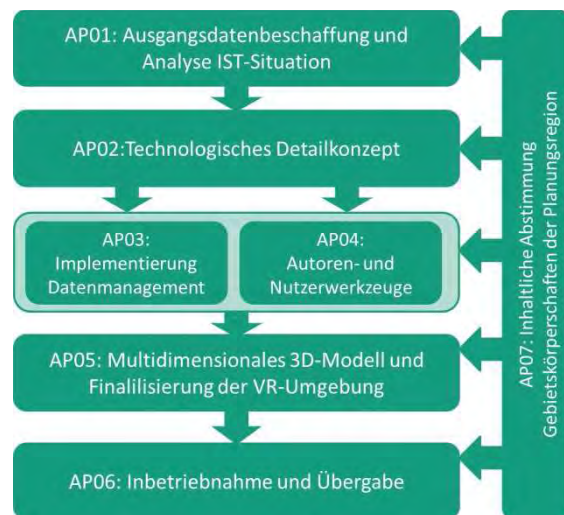 AP01: Ausgangsdatenbeschaffung und
Analyse IST-Situation
AP02:Technologisches Detailkonzept
AP03:
Implementierung
Datenmanagement
AP04:
Autoren- und
Nutzerwerkzeuge
AP05: Multidimensionales 3D-Modell und
Finalilisierung der VR-Umgebung
AP06: Inbetriebnahme und Übergabe
AP07: Inhaltliche Abstimmung
Gebietskörperschaften der Planungsregion